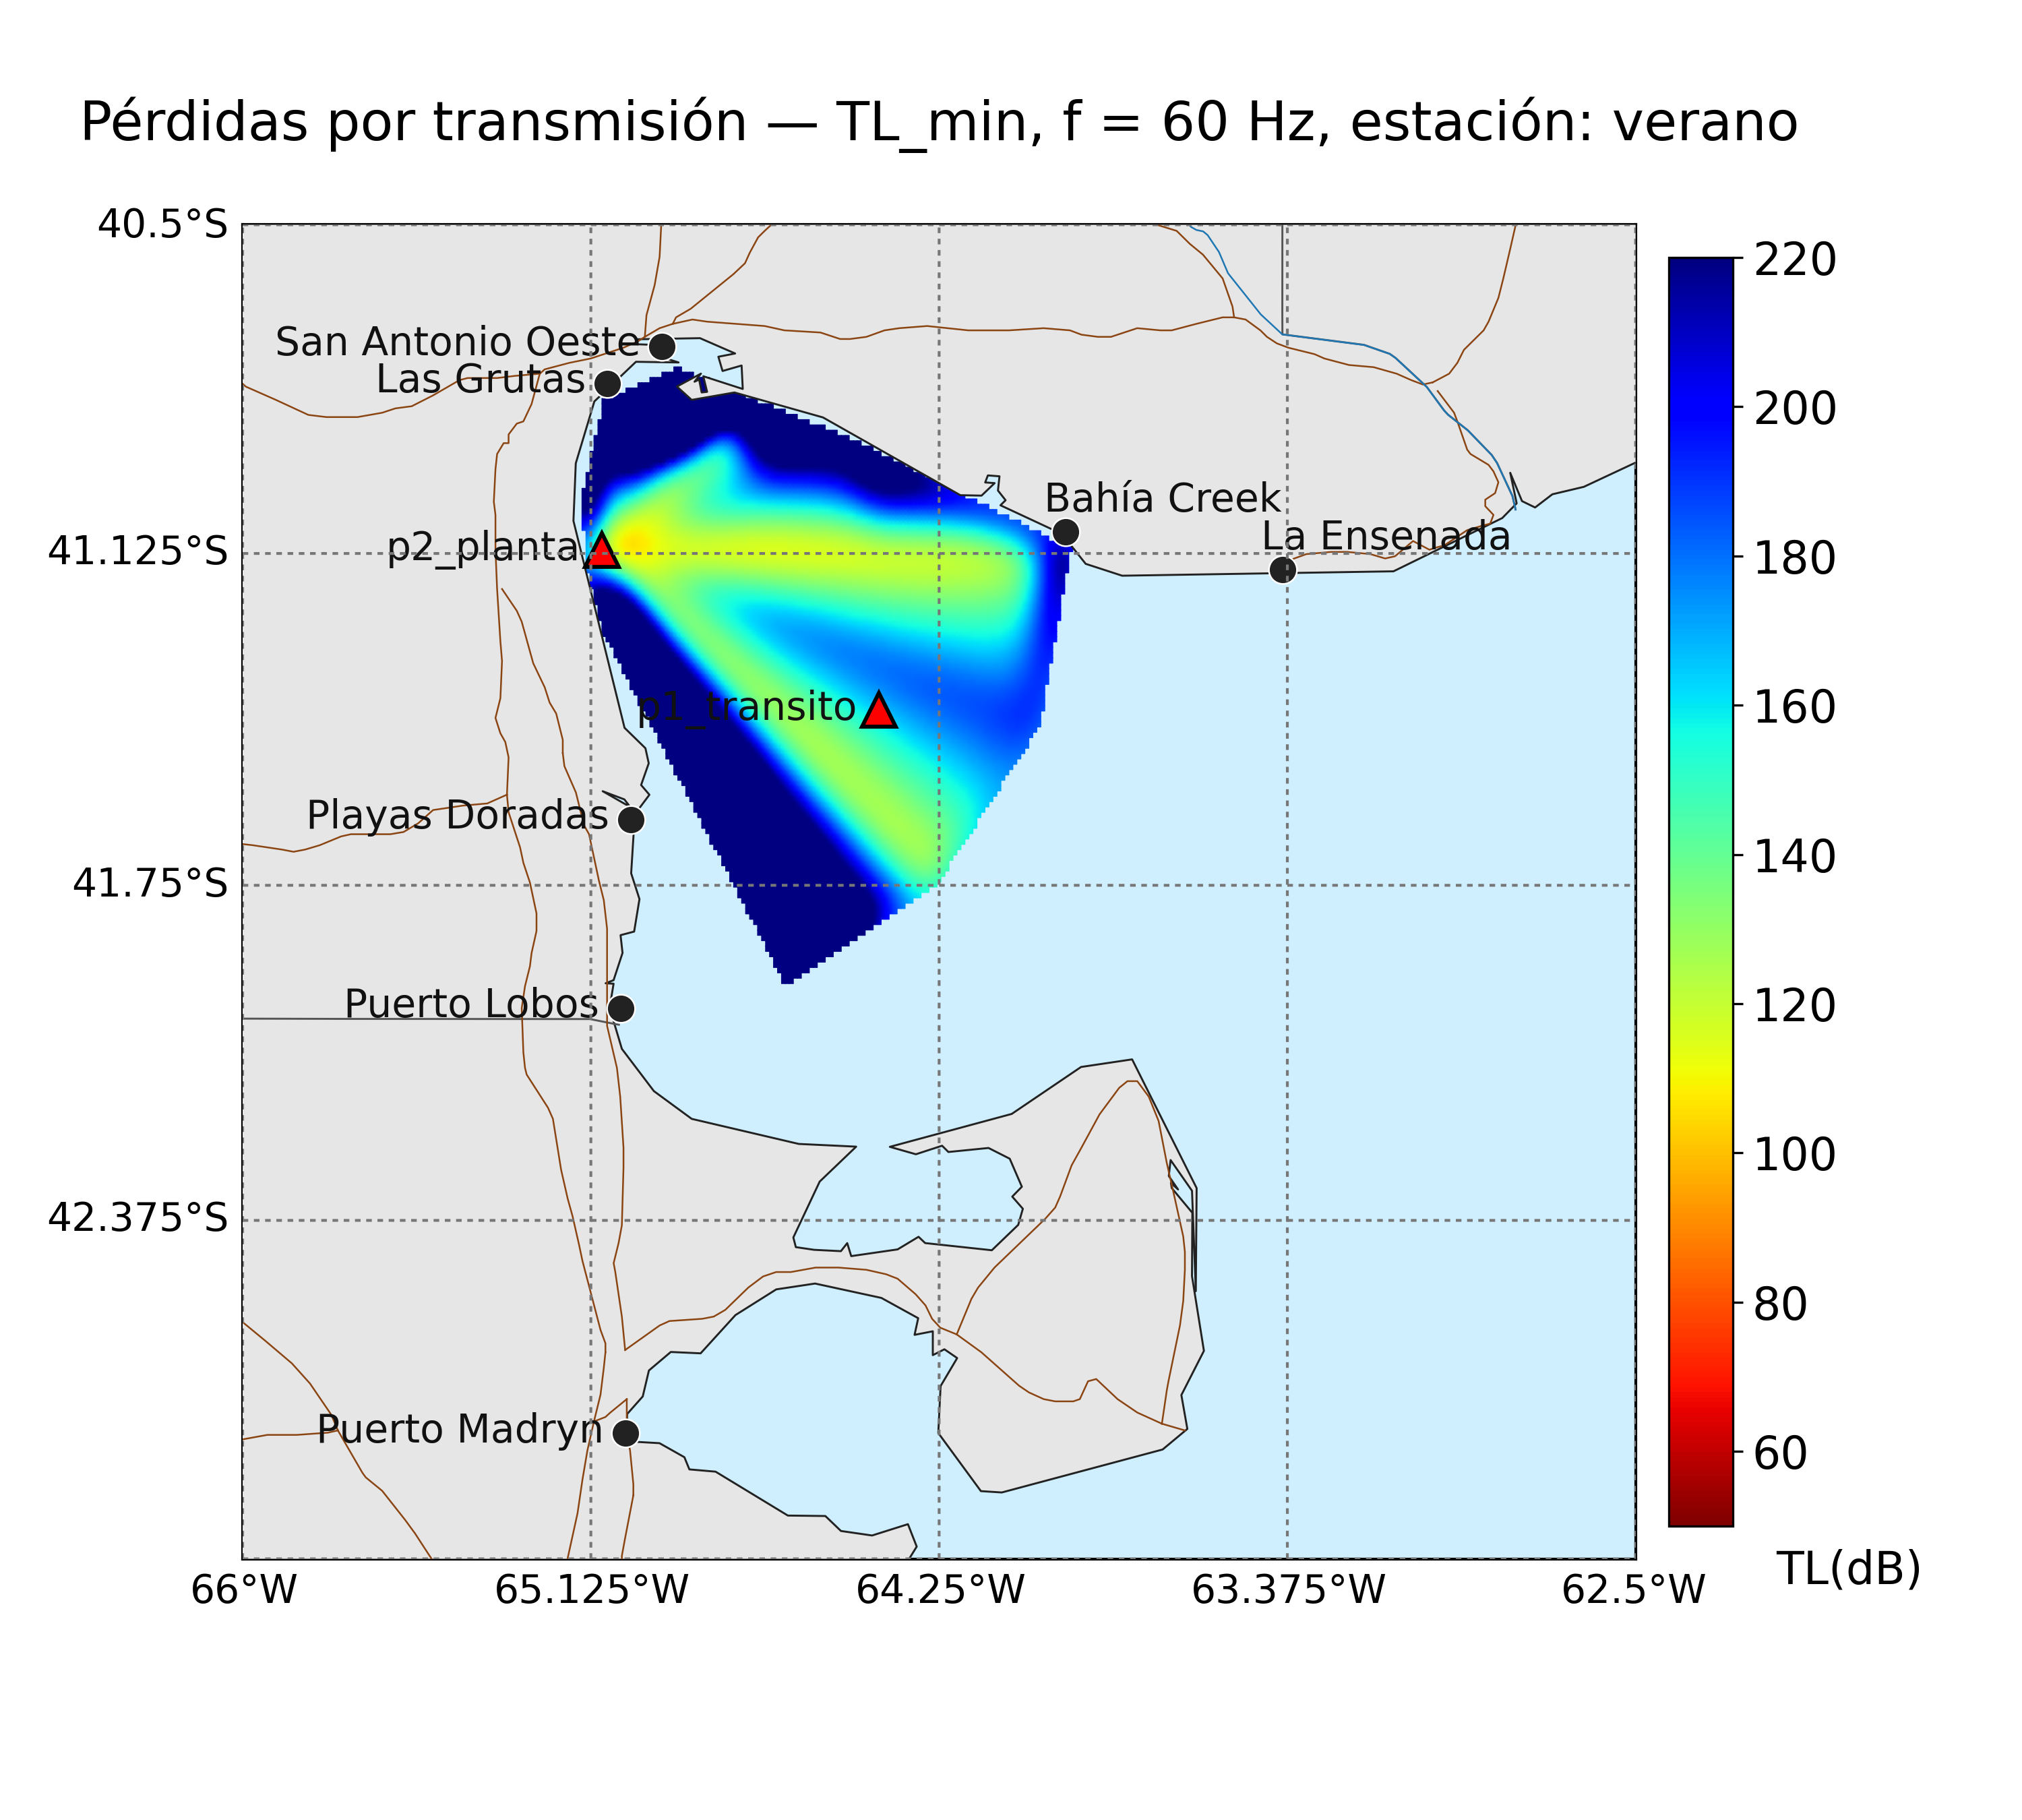 Pérdidas por transmisión — TL_min, f = 60 Hz, estación: verano
40.5°S
220
San Antonio Oeste
Las Grutas
200
Bahía Creek
La Ensenada
p2_planta
41.125°S
180
p1_transito
160
Playas Doradas
140
41.75°S
Puerto Lobos
120
100
42.375°S
80
Puerto Madryn
60
TL(dB)
66°W
65.125°W
64.25°W
63.375°W
62.5°W